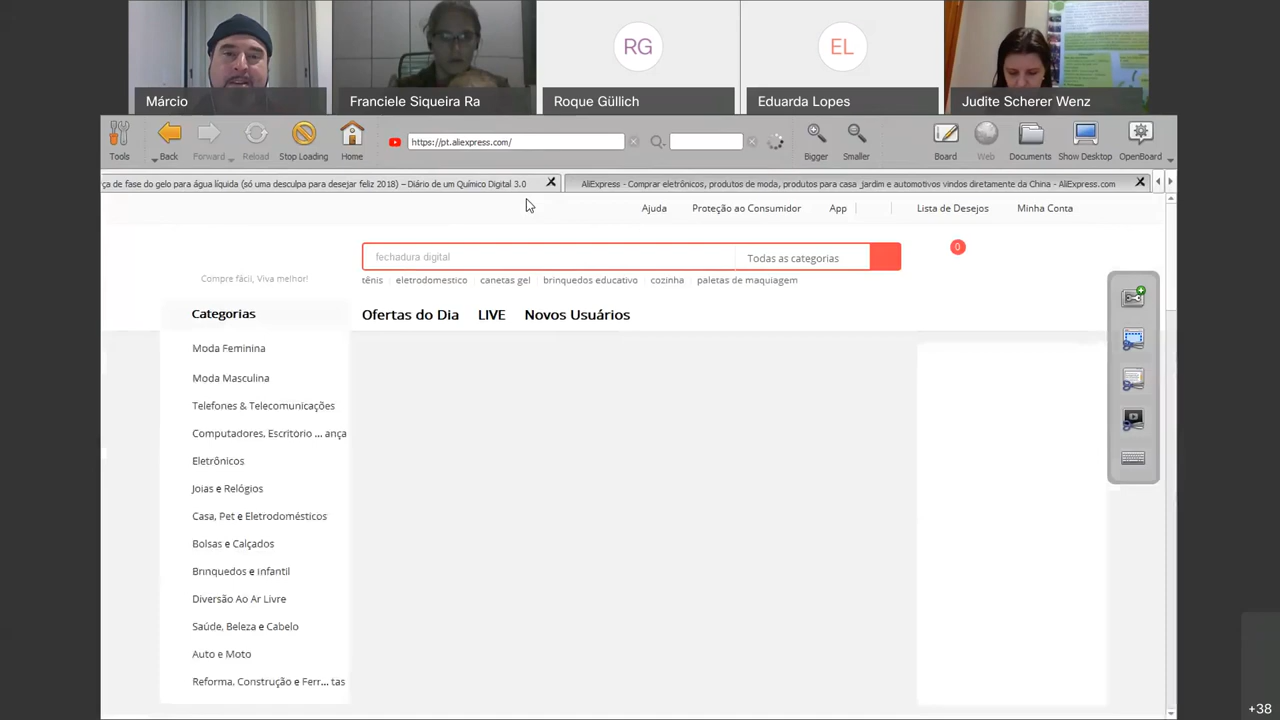 RG
EL
Márcio
Franciele Siqueira Ra
Roque Güllich
Eduarda Lopes
Judite Scherer Wenz
https://pt.aliexpress.com/
Tools
Back
Forward
Reload
Stop Loading
Home
Bigger
Smaller
Board
Web
Documents
Show Desktop
OpenBoard
ça de fase do gelo para água líquida (só uma desculpa para desejar feliz 2018) – Diário de um Químico Digital 3.0
AliExpress - Comprar eletrônicos, produtos de moda, produtos para casa jardim e automotivos vindos diretamente da China - AliExpress.com
Ajuda
Proteção ao Consumidor
App
Lista de Desejos
Minha Conta
fechadura digital
Todas as categorias
0
Compre fácil, Viva melhor!
tênis
eletrodomestico
canetas gel
brinquedos educativo
cozinha
paletas de maquiagem
Categorias
Ofertas do Dia
LIVE
Novos Usuários
Moda Feminina
Moda Masculina
Telefones & Telecomunicações
Computadores, Escritório ... ança
Eletrônicos
Joias e Relógios
Casa, Pet e Eletrodomésticos
Bolsas e Calçados
Brinquedos e Infantil
Diversão Ao Ar Livre
Saúde, Beleza e Cabelo
Auto e Moto
Reforma, Construção e Ferr... tas
+38